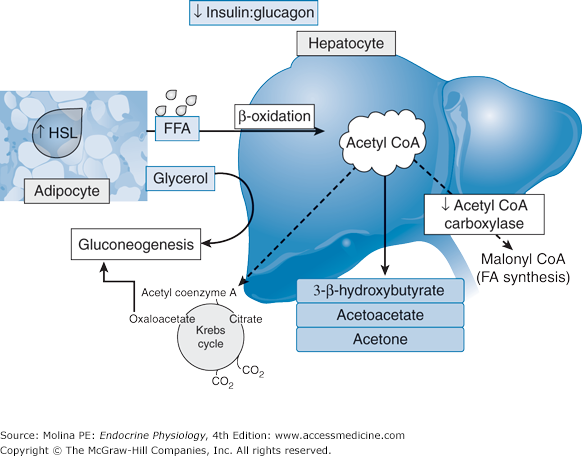 ↓ Insulin:glucagon
Hepatocyte
↑ HSL
Adipocyte
FFA
β-oxidation
Acetyl CoA
Glycerol
↓ Acetyl CoA
carboxylase
Gluconeogenesis
Malonyl CoA
(FA synthesis)
Acetyl coenzyme A
Oxaloacetate
Citrate
Krebs
cycle
CO2
CO2
3-β-hydroxybutyrate
Acetoacetate
Acetone
Source: Molina PE: Endocrine Physiology, 4th Edition: www.accessmedicine.com
Copyright © The McGraw-Hill Companies, Inc. All rights reserved.